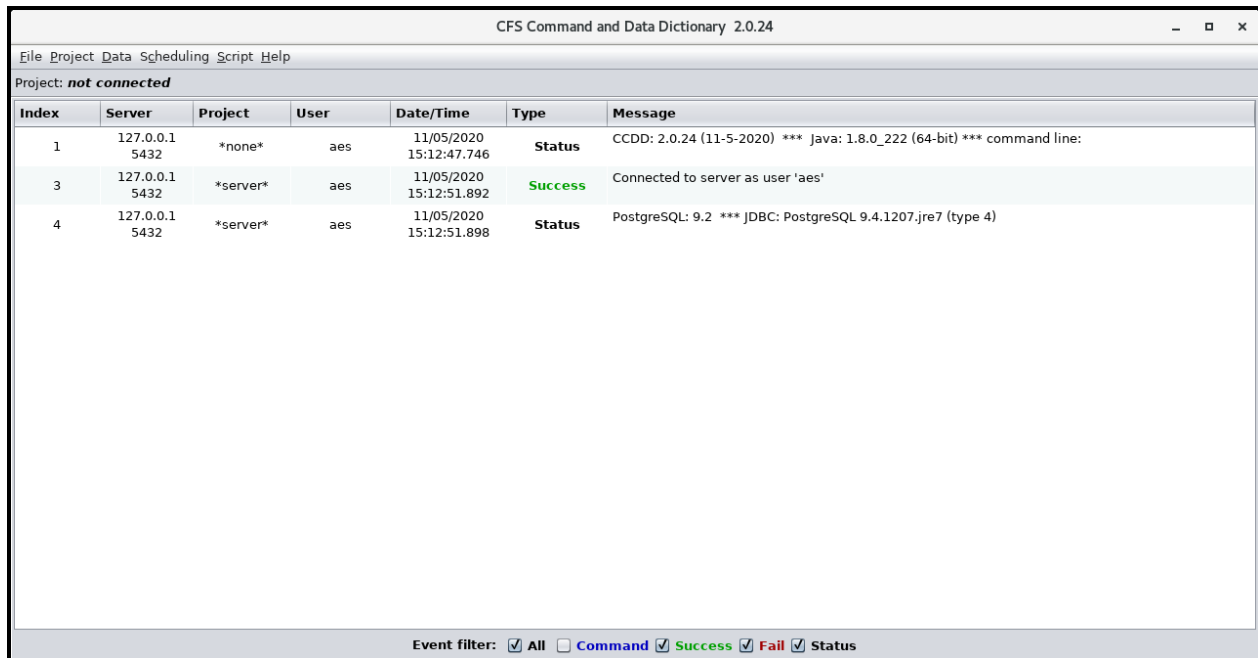 CFS Command and Data Dictionary 2.0.24
File Project Data Scheduling Script Help
Project: not connected
Index Server Project User Date/Time Type Message
1 127.0.0.1 5432 *none* aes 11/05/2020 15:12:47.746 Status CCDD: 2.0.24 (11-5-2020) *** Java: 1.8.0_222 (64-bit) *** command line:
3 127.0.0.1 5432 *server* aes 11/05/2020 15:12:51.892 Success Connected to server as user 'aes'
4 127.0.0.1 5432 *server* aes 11/05/2020 15:12:51.898 Status PostgreSQL: 9.2 *** JDBC: PostgreSQL 9.4.1207.jre7 (type 4)
Event filter: All Command Success Fail Status